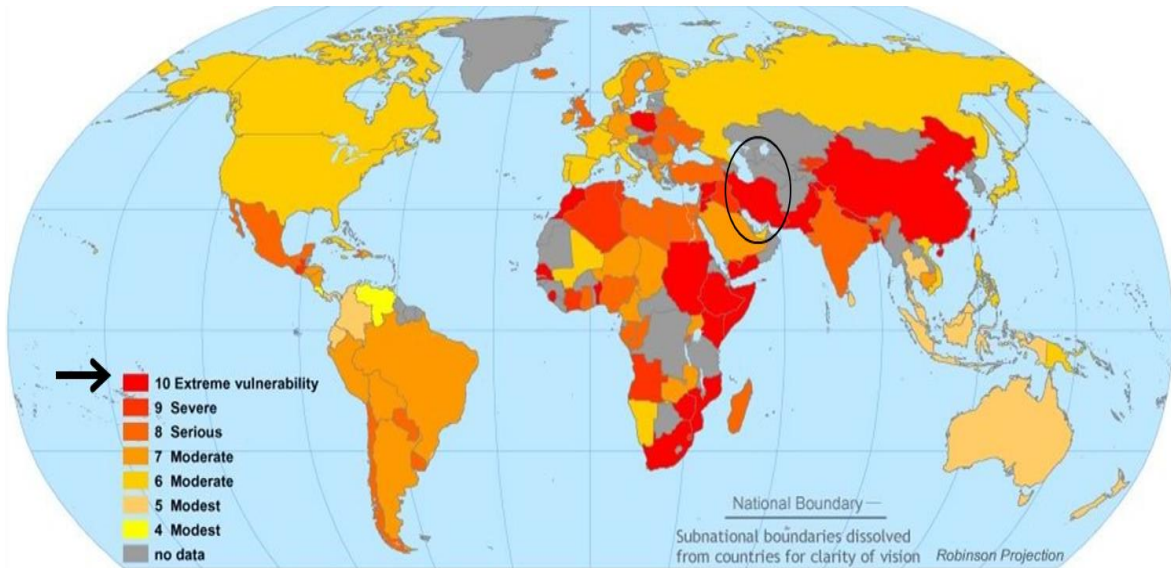 10 Extreme vulnerability
9 Severe
8 Serious
7 Moderate
6 Moderate
5 Modest
4 Modest
no data
National Boundary —
Subnational boundaries dissolved
from countries for clarity of vision
Robinson Projection